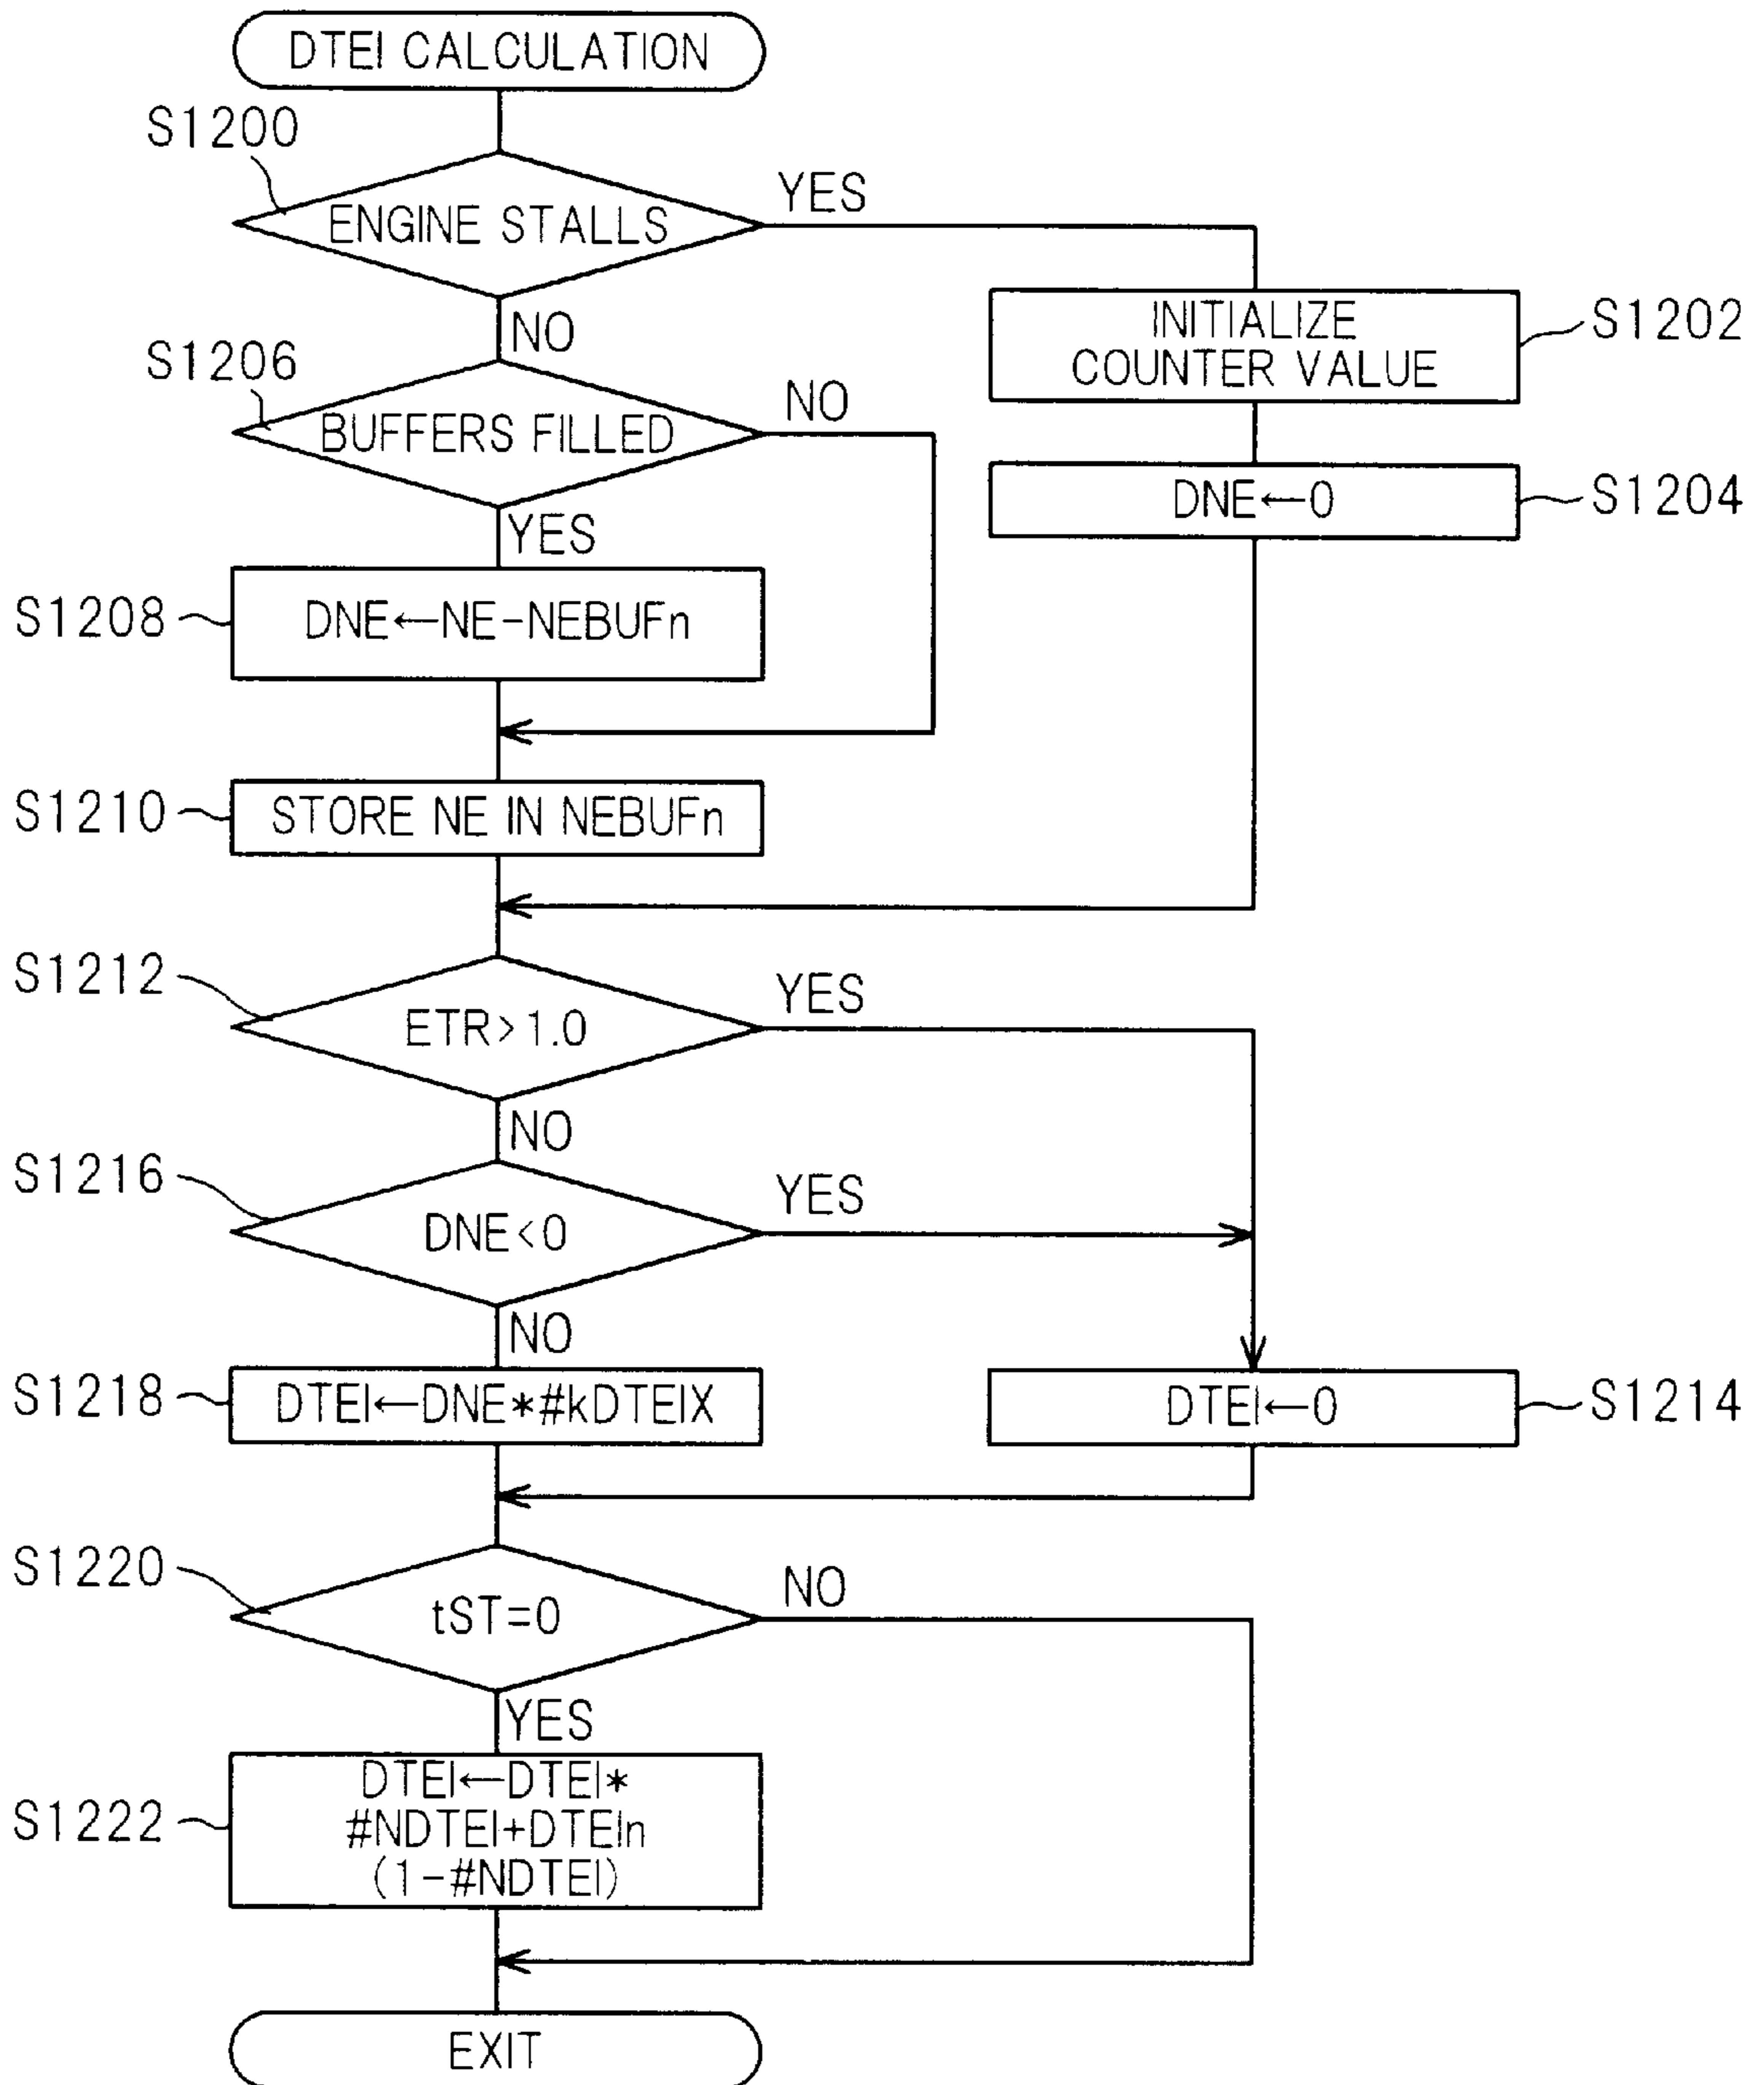 DTEI CALCULATION
S1200
ENGINE STALLS
YES
NO
INITIALIZE
COUNTER VALUE
S1202
S1206
BUFFERS FILLED
NO
YES
DNE←0
S1204
S1208
DNE←NE-NEBUFn
S1210
STORE NE IN NEBUFn
S1212
ETR>1.0
YES
NO
S1216
DNE<0
YES
NO
S1218
DTEI←DNE*#kDTEIX
DTEI←0
S1214
S1220
tST=0
NO
YES
S1222
DTEI←DTEI*
#NDTEI+DTEIn
(1-#NDTEI)
EXIT